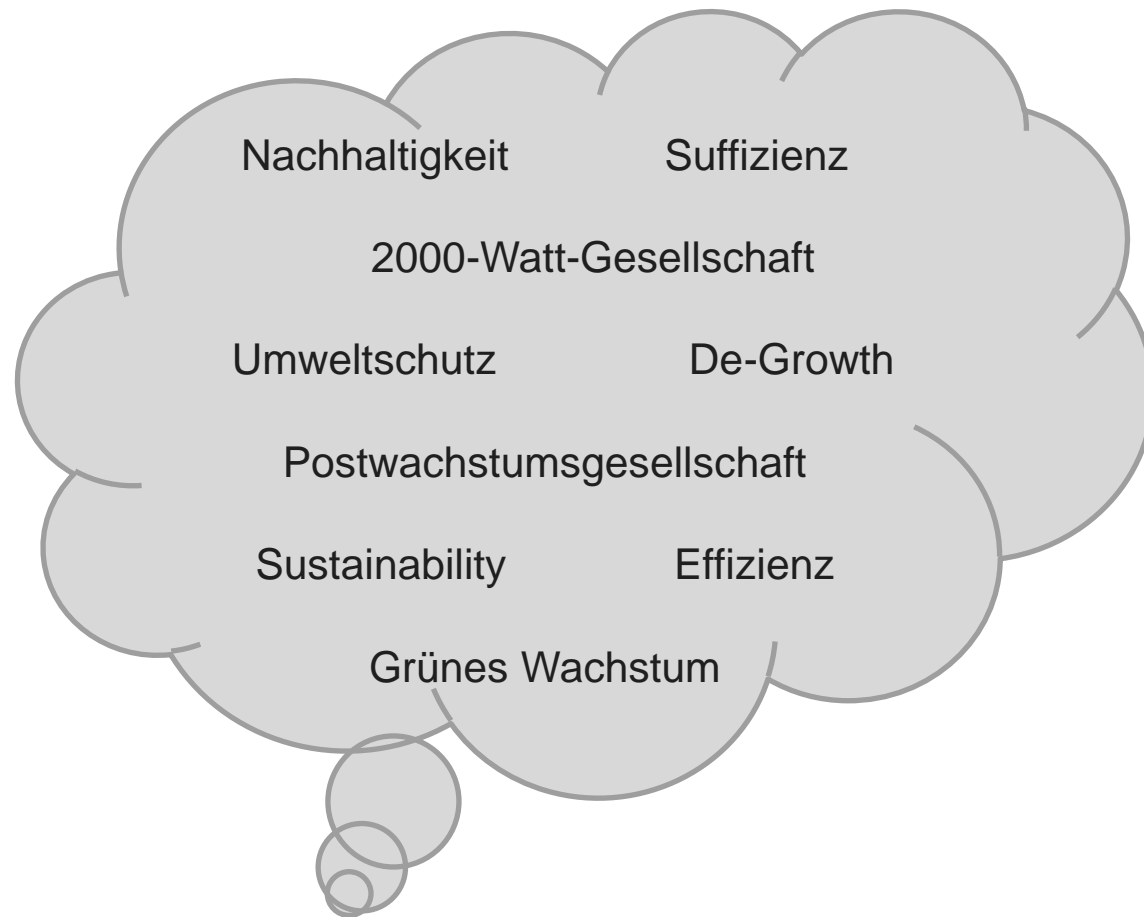 Nachhaltigkeit Suffizienz
2000-Watt-Gesellschaft
Umweltschutz De-Growth
Postwachstumsgesellschaft
Sustainability Effizienz
Grünes Wachstum